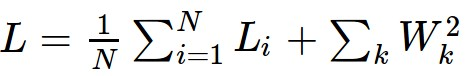 L = \frac{1}{N} \sum_{i=1}^{N} L_i + \sum_k W_k^2